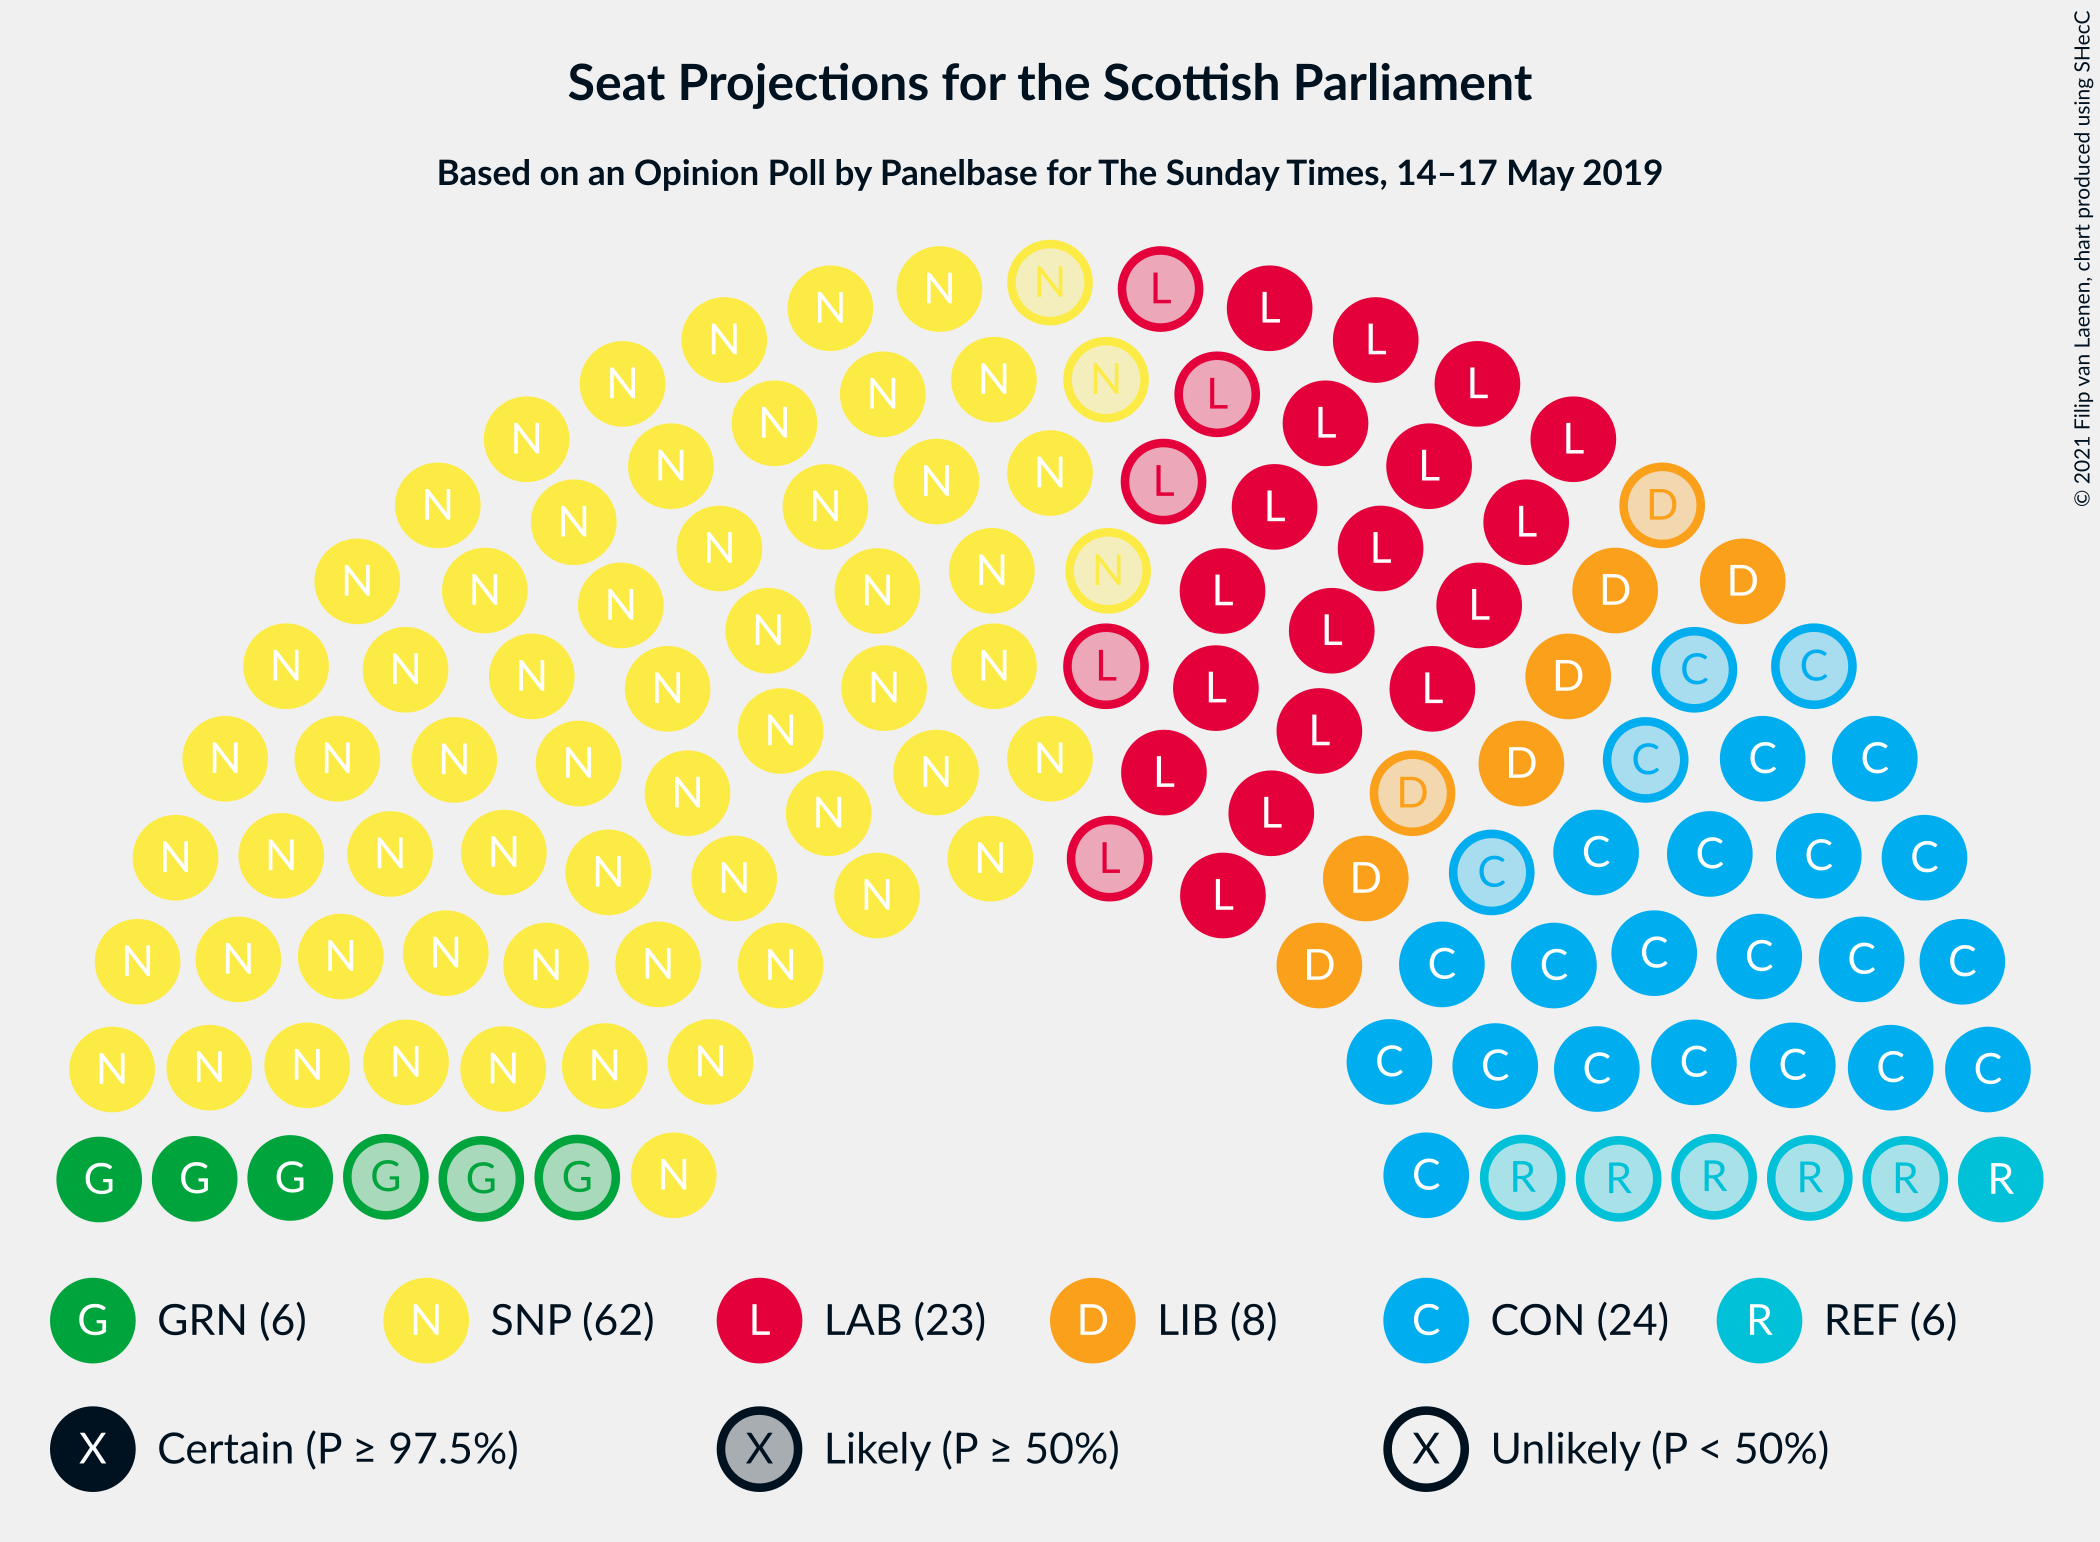 Seat Projections for the Scottish Parliament
Based on an Opinion Poll by Panelbase for The Sunday Times, 14–17 May 2019
© 2021 Filip van Laenen, chart produced using SHecC
N N N L L
N N L L
N N N N L L L
N N N L L
N N N N L L L L
N N N L L D
N N N N N L L L L
N N N N L L D D
N N N N N L L L D
N N N N N N L L D C C
N N N N N N N L L D C C C
N N N N N N L L D
N N N N N N N L D C C C C C
N N L
N N N N N N N D C C C C C C
N N N N N N N C C C C C C C
G G G G G G N C R R R R R R
G GRN (6) N SNP (62) L LAB (23) D LIB (8) C CON (24) R REF (6)
X Certain (P ≥ 97.5%) X Likely (P ≥ 50%) X Unlikely (P < 50%)